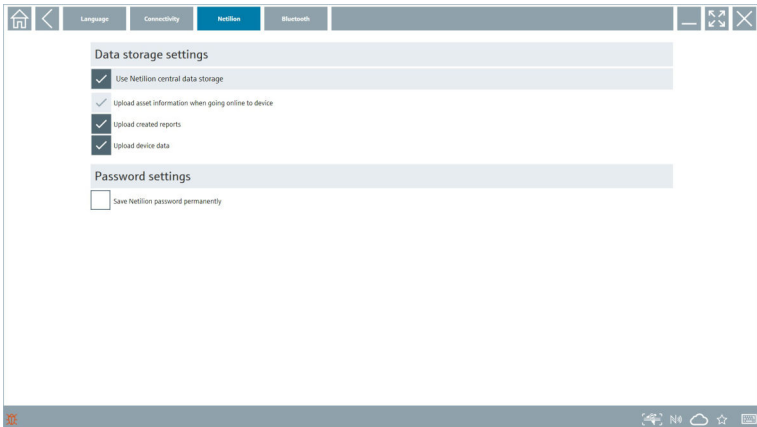 Language
Connectivity
Netilion
Bluetooth
Data storage settings
Use Netilion central data storage
Upload asset information when going online to device
Upload created reports
Upload device data
Password settings
Save Netilion password permanently